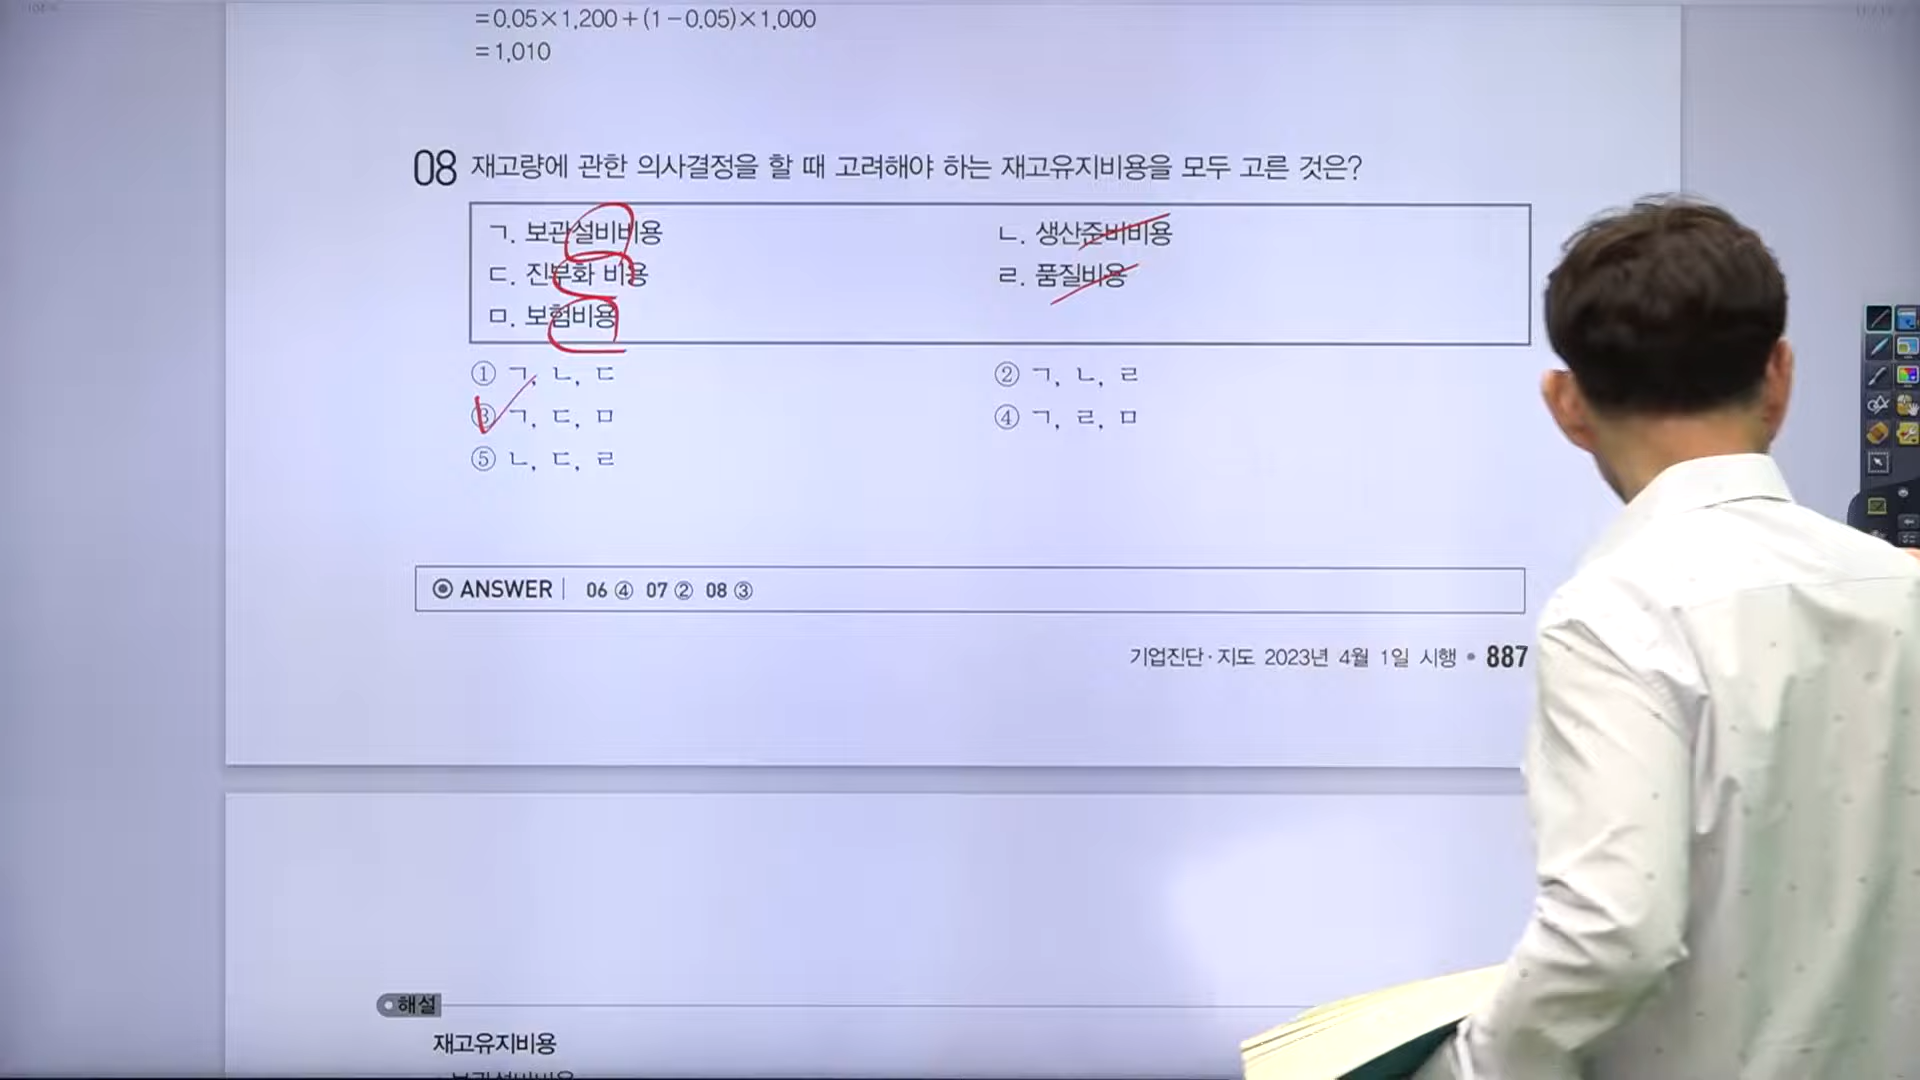 =0.05×1,200+(1-0.05)×1,000
=1,010
08 재고량에 관한 의사결정을 할 때 고려해야 하는 재고유지비용을 모두 고른 것은?
ㄱ. 보관설비비용 ㄴ. 생산준비비용
ㄷ. 진부화 비용 ㄹ. 품질비용
ㅁ. 보험비용
① ㄱ, ㄴ, ㄷ ② ㄱ, ㄴ, ㄹ
③ ㄱ, ㄷ, ㅁ ④ ㄱ, ㄹ, ㅁ
⑤ ㄴ, ㄷ, ㄹ
ANSWER | 06 ④ 07 ② 08 ③
기업진단·지도 2023년 4월 1일 시행 • 887
해설
재고유지비용